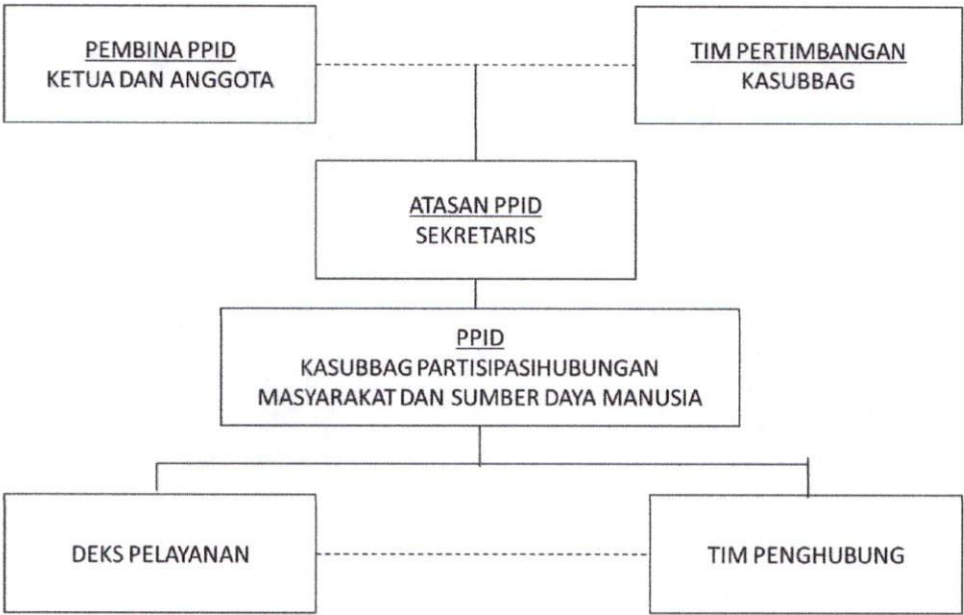 PEMBINA PPID
KETUA DAN ANGGOTA
TIM PERTIMBANGAN
KASUBBAG
ATASAN PPID
SEKRETARIS
PPID
KASUBBAG PARTISIPASIHUBUNGAN
MASYARAKAT DAN SUMBER DAYA MANUSIA
DEKS PELAYANAN
TIM PENGHUBUNG